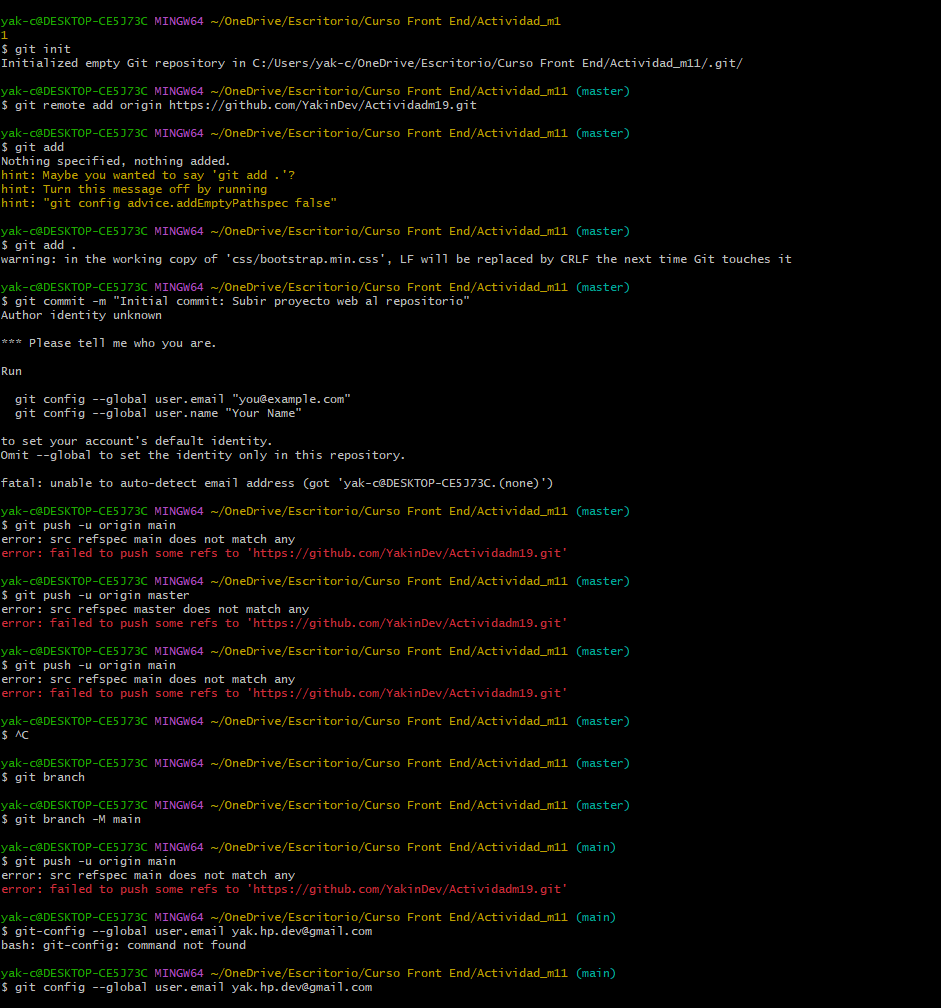 yak-c@DESKTOP-CE5J73C MINGW64 ~/OneDrive/Escritorio/Curso Front End/Actividad_m1
1
$ git init
Initialized empty Git repository in C:/Users/yak-c/OneDrive/Escritorio/Curso Front End/Actividad_m11/.git/
yak-c@DESKTOP-CE5J73C MINGW64 ~/OneDrive/Escritorio/Curso Front End/Actividad_m11 (master)
$ git remote add origin https://github.com/YakinDev/Actividadm19.git
yak-c@DESKTOP-CE5J73C MINGW64 ~/OneDrive/Escritorio/Curso Front End/Actividad_m11 (master)
$ git add
Nothing specified, nothing added.
hint: Maybe you wanted to say 'git add .'?
hint: Turn this message off by running
hint: "git config advice.addEmptyPathspec false"
yak-c@DESKTOP-CE5J73C MINGW64 ~/OneDrive/Escritorio/Curso Front End/Actividad_m11 (master)
$ git add .
warning: in the working copy of 'css/bootstrap.min.css', LF will be replaced by CRLF the next time Git touches it
yak-c@DESKTOP-CE5J73C MINGW64 ~/OneDrive/Escritorio/Curso Front End/Actividad_m11 (master)
$ git commit -m "Initial commit: Subir proyecto web al repositorio"
Author identity unknown
*** Please tell me who you are.
Run
  git config --global user.email "you@example.com"
  git config --global user.name "Your Name"
to set your account's default identity.
Omit --global to set the identity only in this repository.
fatal: unable to auto-detect email address (got 'yak-c@DESKTOP-CE5J73C.(none)')
yak-c@DESKTOP-CE5J73C MINGW64 ~/OneDrive/Escritorio/Curso Front End/Actividad_m11 (master)
$ git push -u origin main
error: src refspec main does not match any
error: failed to push some refs to 'https://github.com/YakinDev/Actividadm19.git'
yak-c@DESKTOP-CE5J73C MINGW64 ~/OneDrive/Escritorio/Curso Front End/Actividad_m11 (master)
$ git push -u origin master
error: src refspec master does not match any
error: failed to push some refs to 'https://github.com/YakinDev/Actividadm19.git'
yak-c@DESKTOP-CE5J73C MINGW64 ~/OneDrive/Escritorio/Curso Front End/Actividad_m11 (master)
$ git push -u origin main
error: src refspec main does not match any
error: failed to push some refs to 'https://github.com/YakinDev/Actividadm19.git'
yak-c@DESKTOP-CE5J73C MINGW64 ~/OneDrive/Escritorio/Curso Front End/Actividad_m11 (master)
$ ^C
yak-c@DESKTOP-CE5J73C MINGW64 ~/OneDrive/Escritorio/Curso Front End/Actividad_m11 (master)
$ git branch
yak-c@DESKTOP-CE5J73C MINGW64 ~/OneDrive/Escritorio/Curso Front End/Actividad_m11 (master)
$ git branch -M main
yak-c@DESKTOP-CE5J73C MINGW64 ~/OneDrive/Escritorio/Curso Front End/Actividad_m11 (main)
$ git push -u origin main
error: src refspec main does not match any
error: failed to push some refs to 'https://github.com/YakinDev/Actividadm19.git'
yak-c@DESKTOP-CE5J73C MINGW64 ~/OneDrive/Escritorio/Curso Front End/Actividad_m11 (main)
$ git-config --global user.email yak.hp.dev@gmail.com
bash: git-config: command not found
yak-c@DESKTOP-CE5J73C MINGW64 ~/OneDrive/Escritorio/Curso Front End/Actividad_m11 (main)
$ git config --global user.email yak.hp.dev@gmail.com